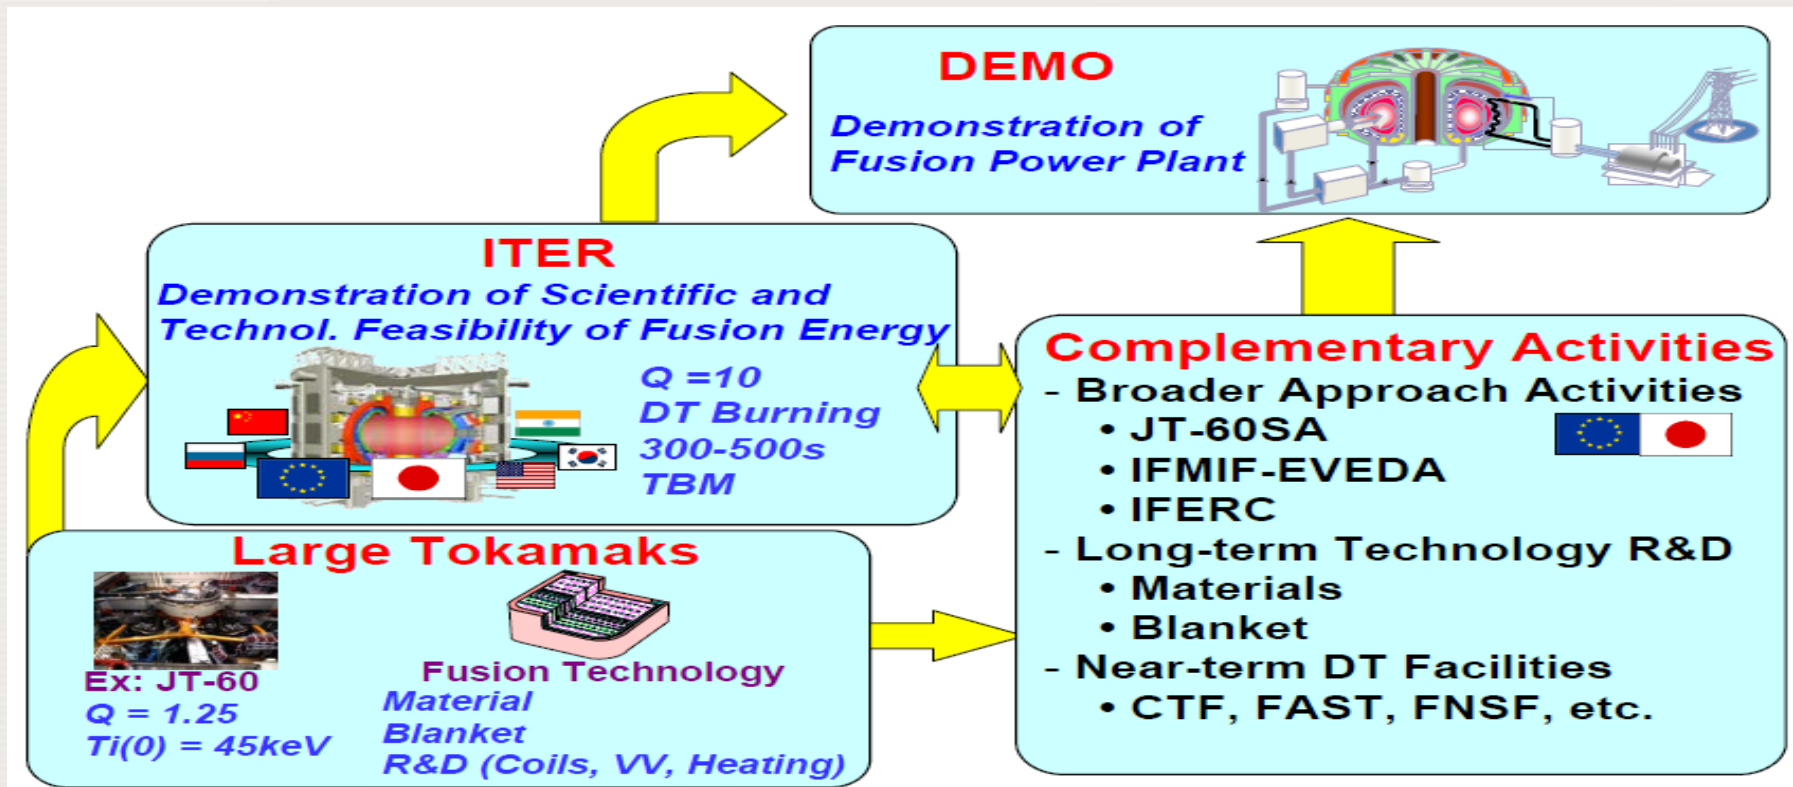 DEMO
Demonstration of
Fusion Power Plant
ITER
Demonstration of Scientific and
Technol. Feasibility of Fusion Energy
Q =10
DT Burning
300-500s
TBM
Large Tokamaks
Ex: JT-60
Q = 1.25
Ti(0) = 45keV
Fusion Technology
Material
Blanket
R&D (Coils, VV, Heating)
Complementary Activities
- Broader Approach Activities
• JT-60SA
• IFMIF-EVEDA
• IFERC
- Long-term Technology R&D
• Materials
• Blanket
- Near-term DT Facilities
• CTF, FAST, FNSF, etc.